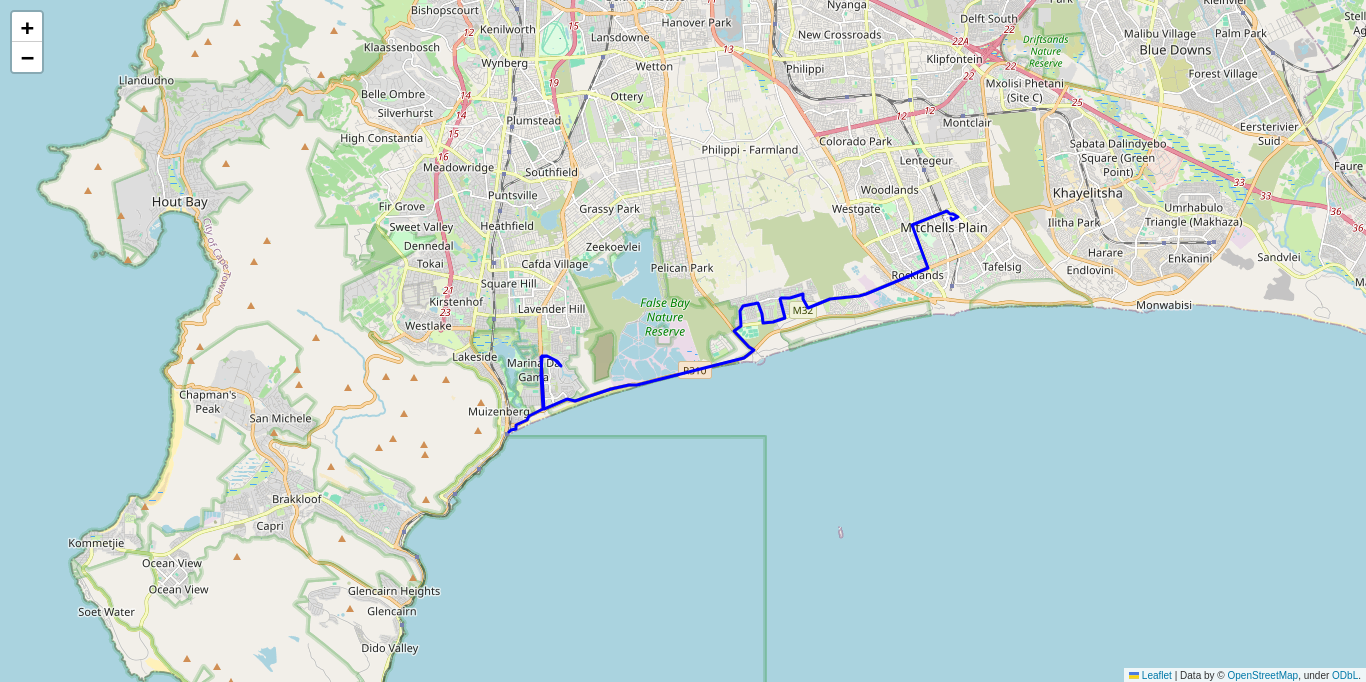 +
−
Bishopscourt
Kenilworth
Lansdowne
Hanover Park
Nyanga
Delft South
Park
Malibu Village
Palm Park
Klaassenbosch
Wynberg
Wetton
New Crossroads
Driftsands
Nature
Reserve
Blue Downs
Klipfontein
Philippi
Llandudno
Belle Ombre
Silverhurst
Ottery
Mxolisi Phetani
(Site C)
Forest Village
Plumstead
High Constantia
Montclair
Eersterivier
Suid
Colorado Park
Philippi - Farmland
Lentegeur
Sabata Dalindyebo
Square (Green
Point)
Meadowridge
Southfield
Faure
Puntsville
Woodlands
Khayelitsha
Hout Bay
Fir Grove
Grassy Park
Westgate
Umrhabulo
Triangle (Makhaza)
City of Cape Town
Sweet Valley
Heathfield
Mitchells Plain
Ilitha Park
Dennedal
Zeekoevlei
Harare
Tokai
Cafda Village
Pelican Park
Tafelsig
Endlovini
Enkanini
Sandvlei
Rocklands
Square Hill
Kirstenhof
Lavender Hill
False Bay
Nature
Reserve
M32
Monwabisi
Westlake
Lakeside
Marina Da
Gama
R310
Chapman's
Peak
San Michele
Muizenberg
Brakkloof
Capri
Kommetjie
Ocean View
Ocean View
Glencairn Heights
Soet Water
Glencairn
Dido Valley
12
15
13
22
22A
22
22
25
14
14
15
16
12
12
33
33
36
21
23
Leaflet | Data by © OpenStreetMap, under ODbL.